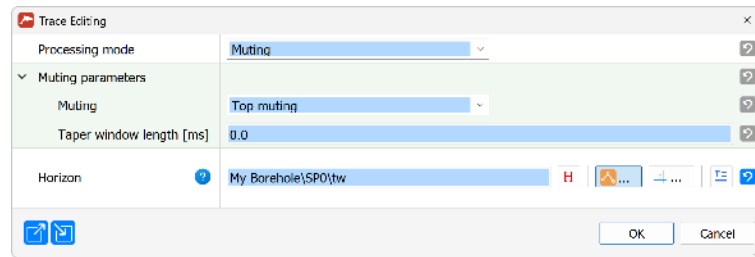 Trace Editing
Processing mode Muting
Muting parameters
Muting Top muting
Taper window length [ms] 0.0
Horizon ? My Borehole\SP0\tw H ... ...
OK Cancel